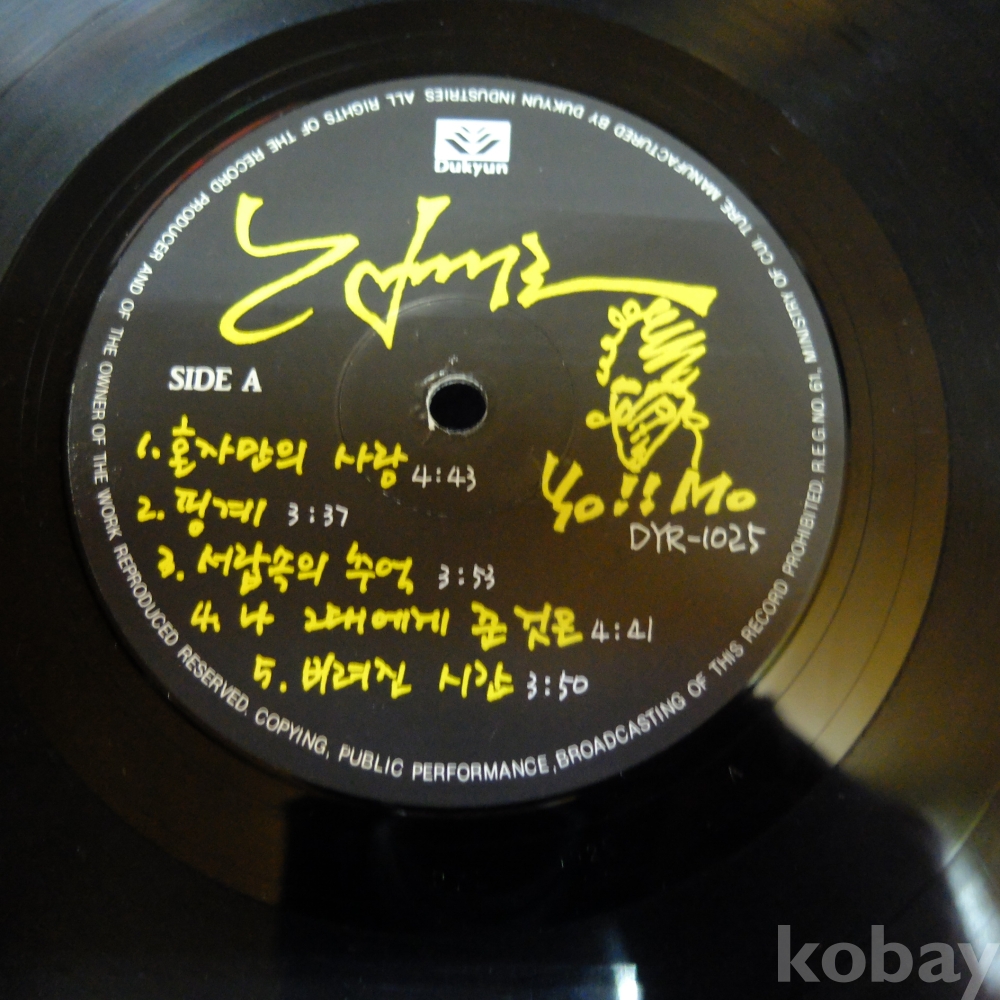 MANUFACTURED BY DUKYUN INDUSTRIES ALL RIGHTS OF THE RECORD PRODUCER AND OF THE OWNER OF THE WORK REPRODUCED RESERVED. COPYING, PUBLIC PERFORMANCE, BROADCASTING OF THIS RECORD PROHIBITED. R.E.G. NO. 61, MINISTRY OF CULTURE
Dukyun
SIDE A
1. 혼자만의 사랑 4:43
2. 핑계 3:37
3. 서랍속의 추억 3:53
4. 나 그대에게 준 것은 4:41
5. 버려진 시간 3:50
Yo!! Mo
DYR-1025
kobay